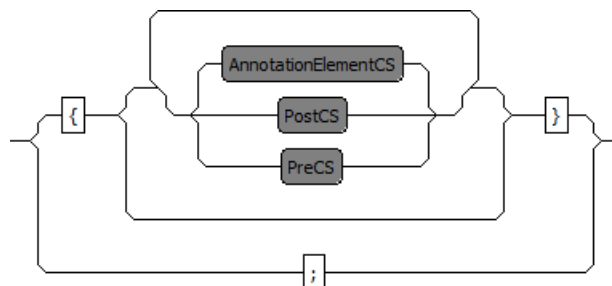 AnnotationElementCS
{ PostCS }
PreCS
;